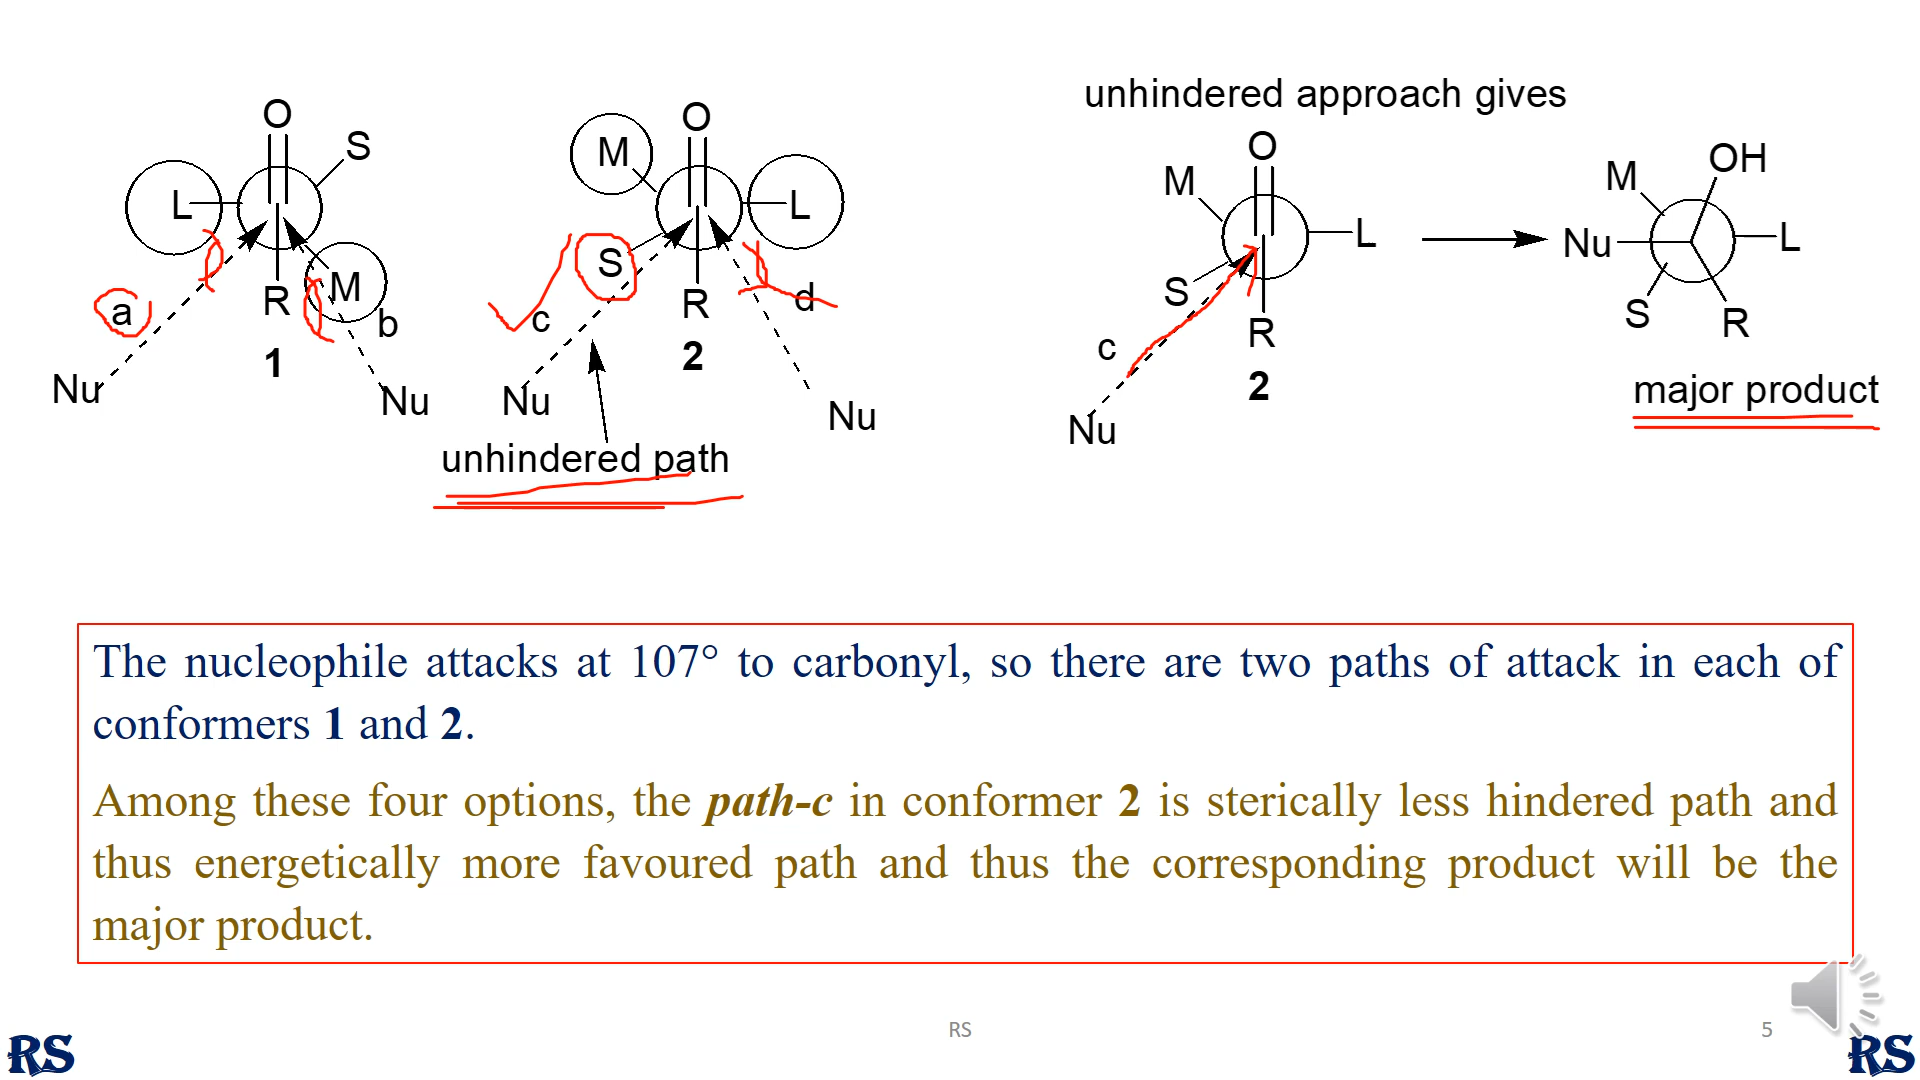 unhindered approach gives
O
S
L
M
R
a
b
1
Nu
Nu
O
M
L
S
R
c
d
2
Nu
Nu
unhindered path
O
M
L
S
R
c
2
Nu
M
OH
Nu
L
S
R
major product
The nucleophile attacks at 107° to carbonyl, so there are two paths of attack in each of
conformers 1 and 2.
Among these four options, the path-c in conformer 2 is sterically less hindered path and
thus energetically more favoured path and thus the corresponding product will be the
major product.
RS
RS
5
RS